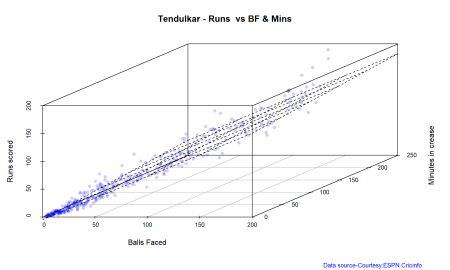 Tendulkar - Runs vs BF & Mins
200
150
100
50
0
Runs scored
0 50 100 150 200
Balls Faced
0 50 100 150 200 250
Minutes in crease
Data source-Courtesy:ESPN Cricinfo